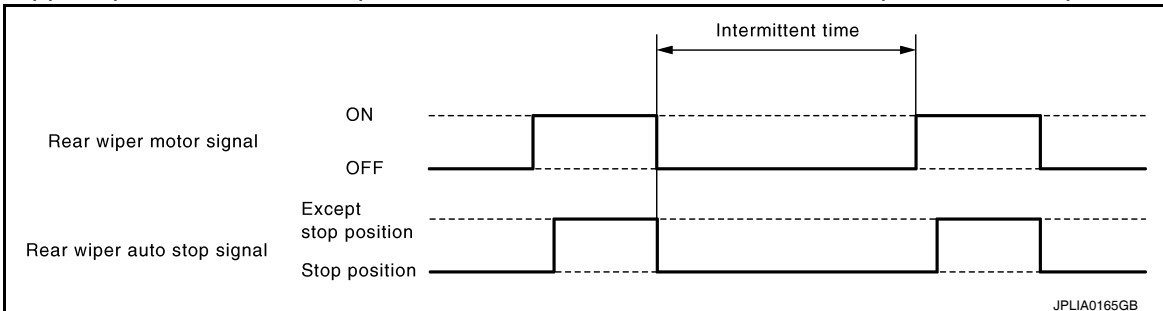 Intermittent time
ON
Rear wiper motor signal
OFF
Except
stop position
Rear wiper auto stop signal
Stop position
JPLIA0165GB